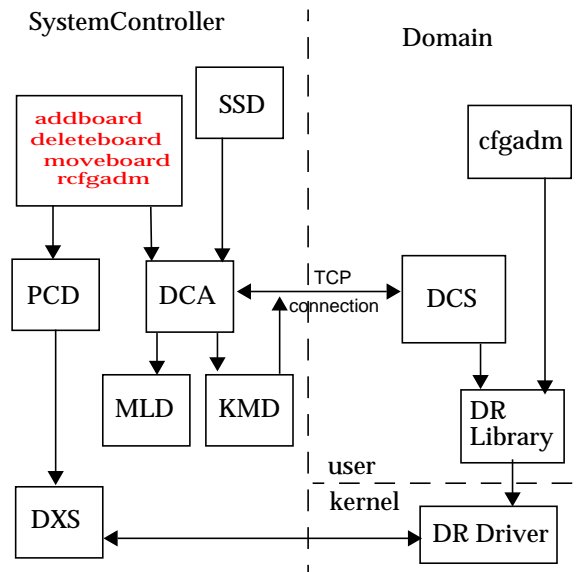 SystemController
Domain
addboard
deleteboard
moveboard
rcfgadm
SSD
cfgadm
PCD
DCA
TCP
connection
DCS
MLD
KMD
DR
Library
user
kernel
DXS
DR Driver